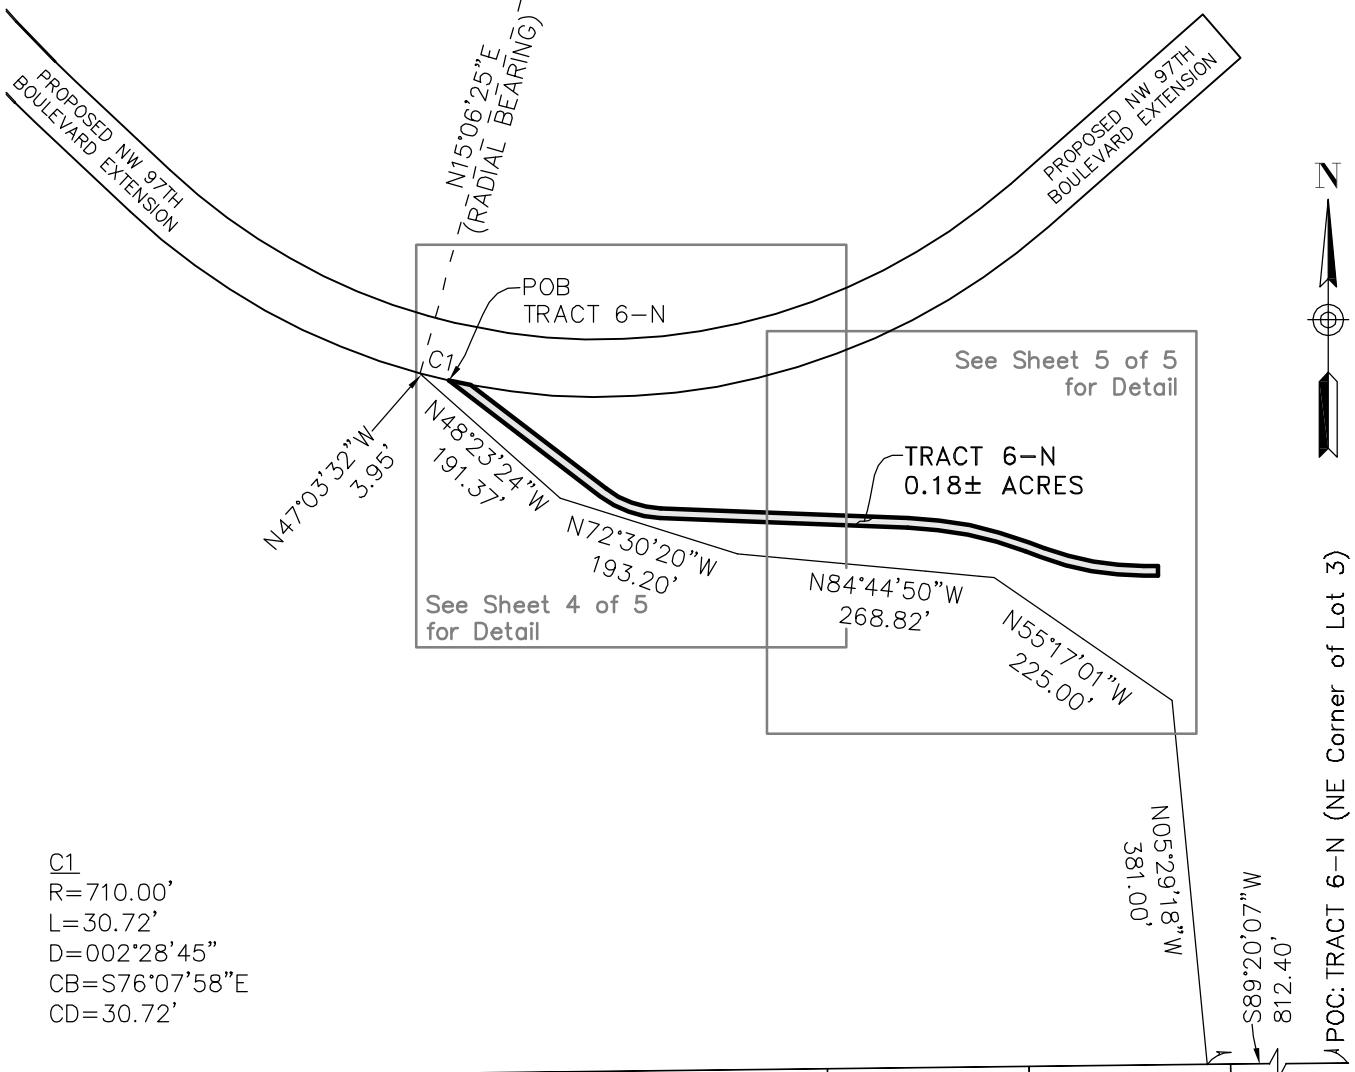 PROPOSED NW 97TH
BOULEVARD EXTENSION
N15°06'25"E
(RADIAL BEARING)
PROPOSED NW 97TH
BOULEVARD EXTENSION
N
POB
TRACT 6-N
C1
See Sheet 5 of 5
for Detail
N47°03'32"W
3.95'
N48°23'24"W
191.37'
TRACT 6-N
0.18± ACRES
N72°30'20"W
193.20'
N84°44'50"W
268.82'
See Sheet 4 of 5
for Detail
N55°17'01"W
225.00'
N05°29'18"W
381.00'
S89°20'07"W
812.40'
POC: TRACT 6-N (NE Corner of Lot 3)
C1
R=710.00'
L=30.72'
D=002°28'45"
CB=S76°07'58"E
CD=30.72'